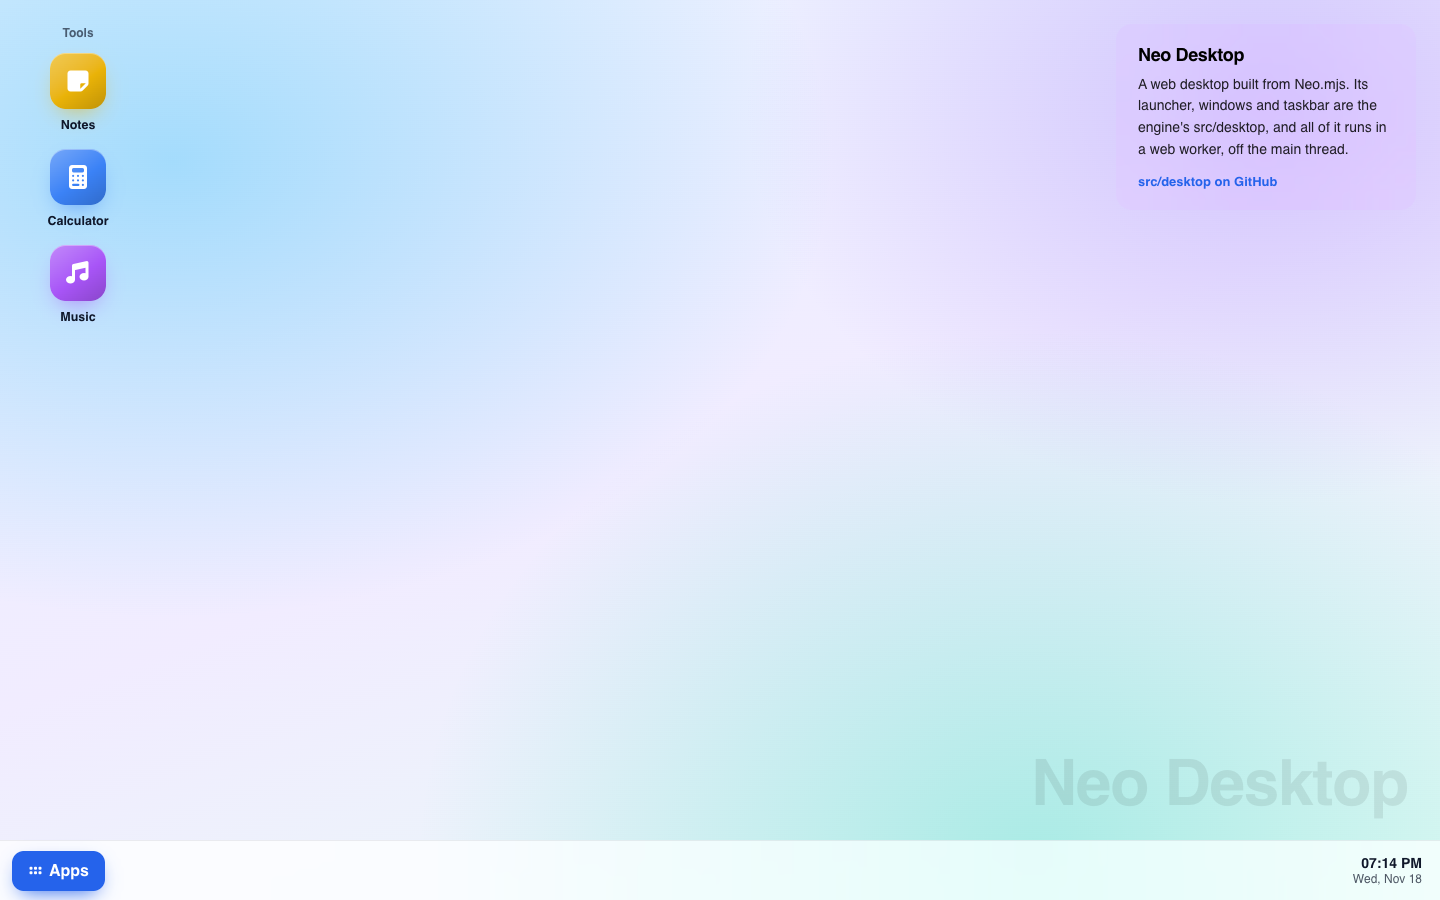 Tools
Notes
Calculator
Music
Neo Desktop
A web desktop built from Neo.mjs. Its
launcher, windows and taskbar are the
engine's src/desktop, and all of it runs in
a web worker, off the main thread.
src/desktop on GitHub
Neo Desktop
Apps
07:14 PM
Wed, Nov 18